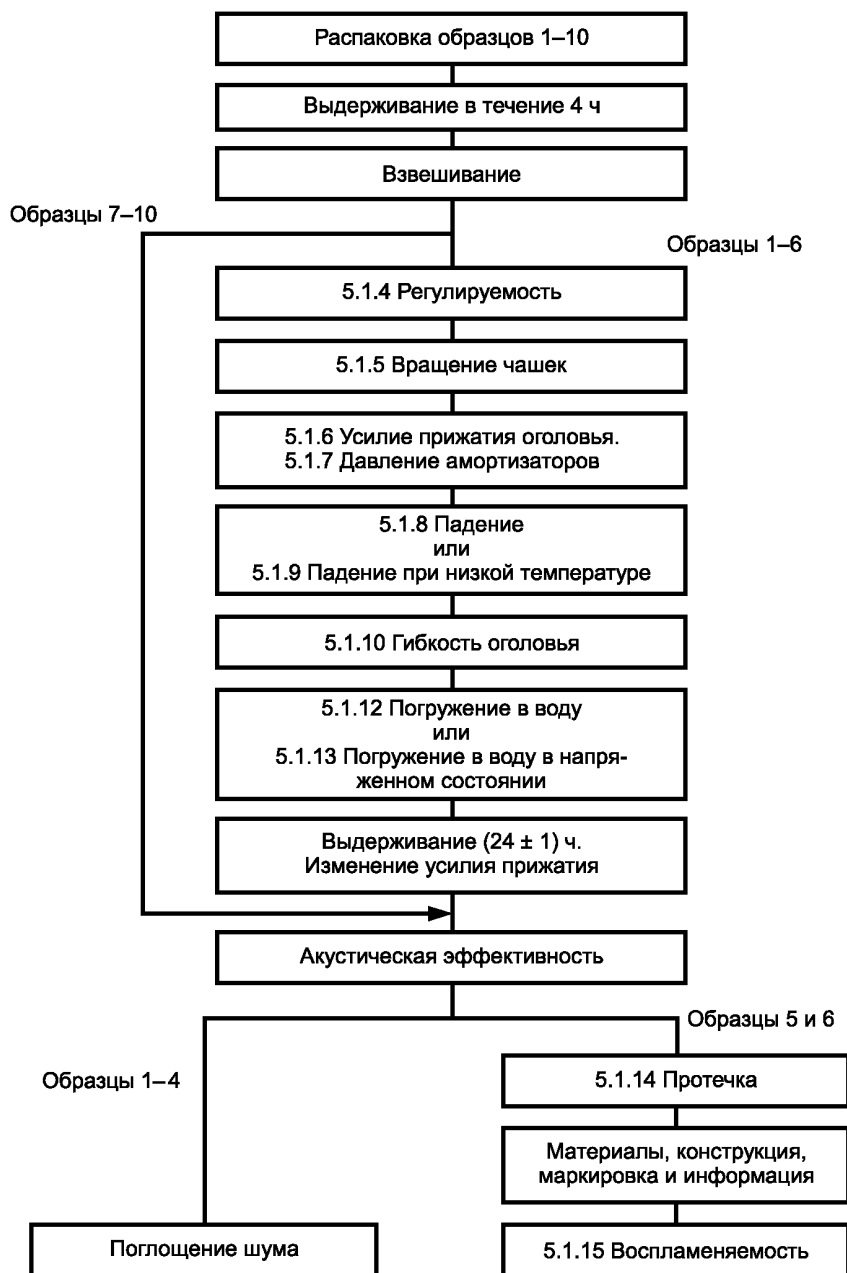 Распаковка образцов 1–10
Выдерживание в течение 4 ч
Взвешивание
Образцы 7–10
Образцы 1–6
5.1.4 Регулируемость
5.1.5 Вращение чашек
5.1.6 Усилие прижатия оголовья.
5.1.7 Давление амортизаторов
5.1.8 Падение
или
5.1.9 Падение при низкой температуре
5.1.10 Гибкость оголовья
5.1.12 Погружение в воду
или
5.1.13 Погружение в воду в напря-
женном состоянии
Выдерживание (24 ± 1) ч.
Изменение усилия прижатия
Акустическая эффективность
Образцы 5 и 6
Образцы 1–4
5.1.14 Протечка
Материалы, конструкция,
маркировка и информация
Поглощение шума
5.1.15 Воспламеняемость